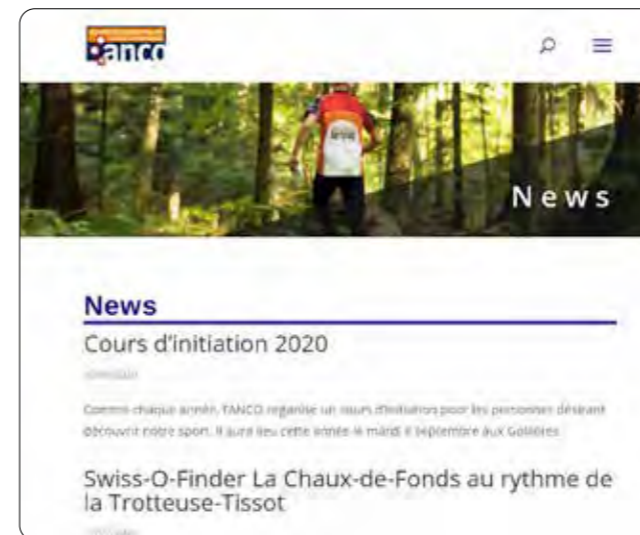 anco
News
News
Cours d'initiation 2020
Comme chaque année, l'ANCO organise un cours d'initiation pour les personnes désirant
découvrir notre sport. Il aura lieu cette année le mardi 8 septembre aux Gollières
Swiss-O-Finder La Chaux-de-Fonds au rythme de
la Trotteuse-Tissot